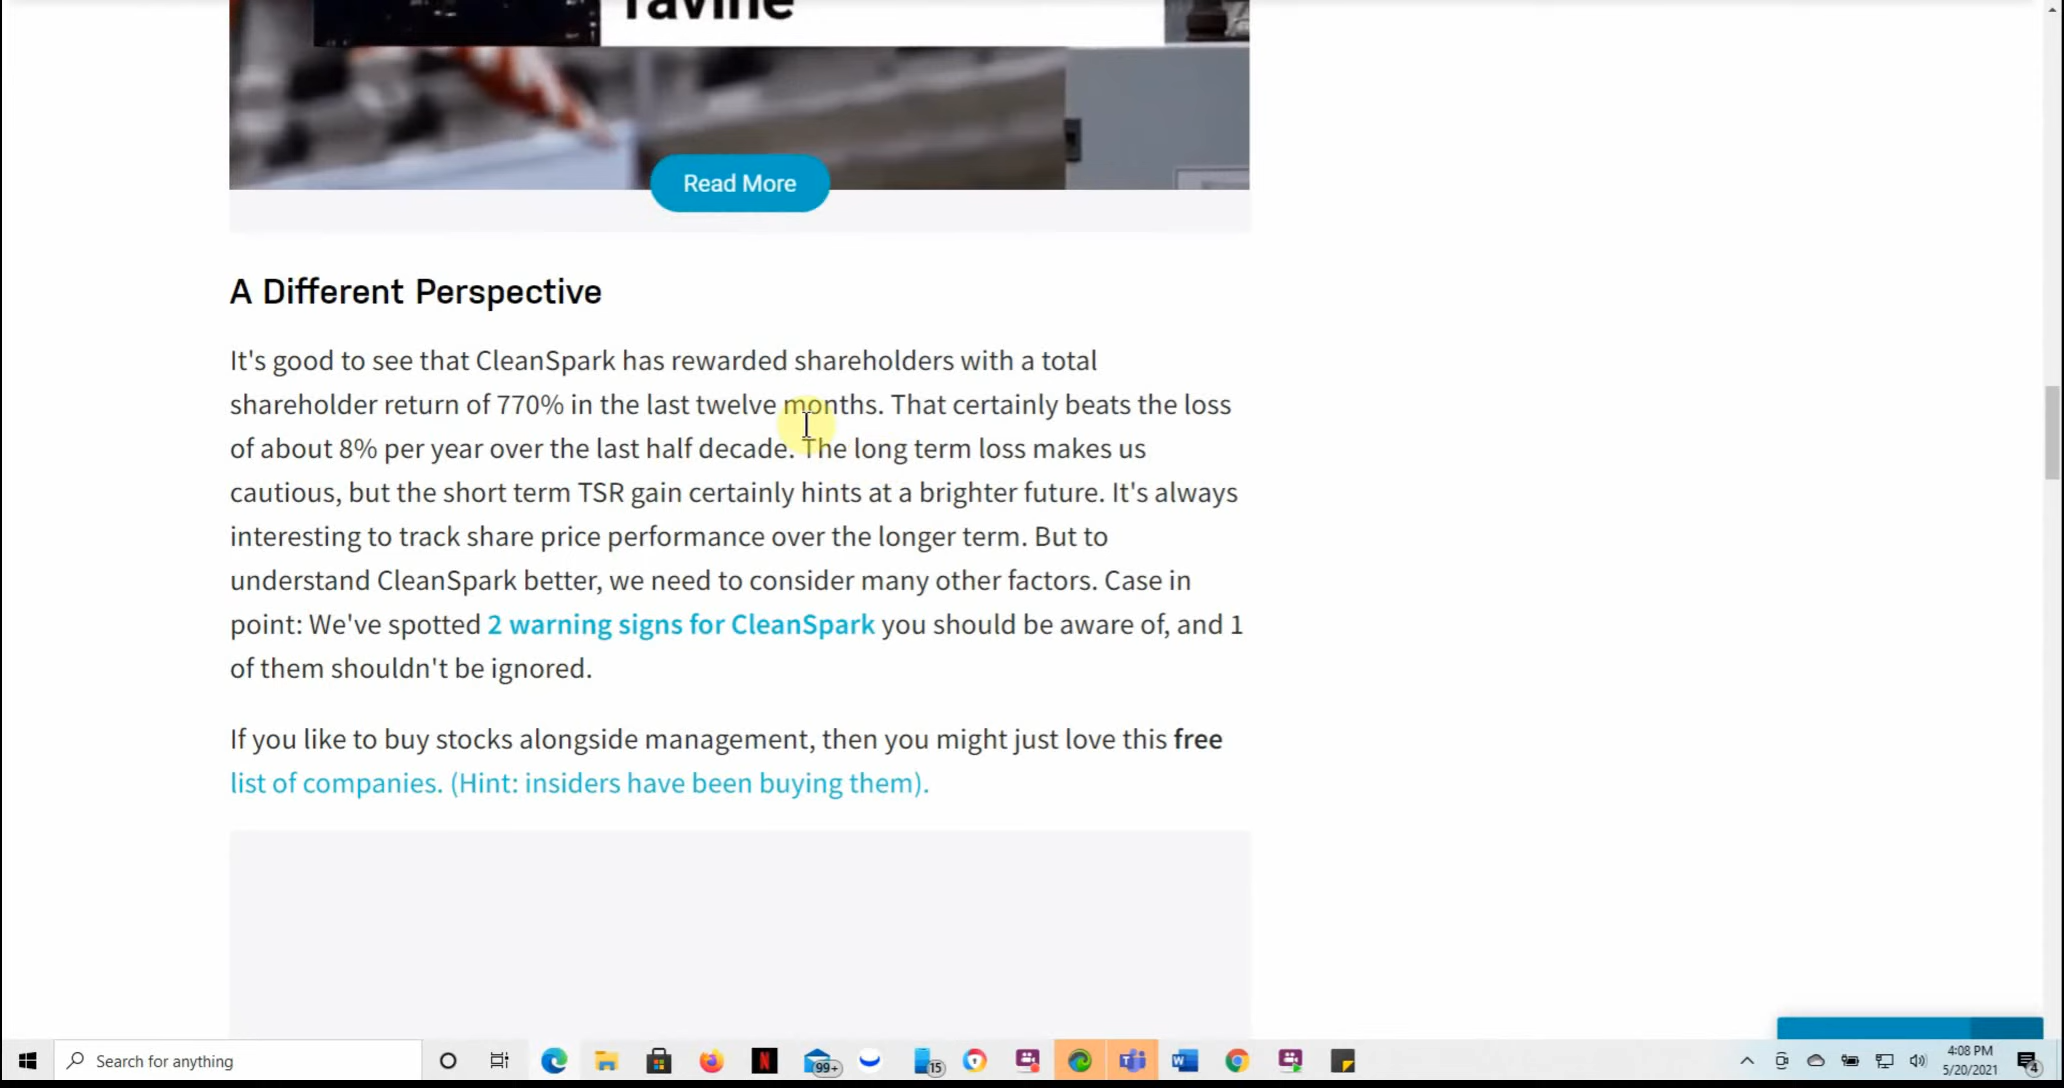 ravine
Read More
A Different Perspective
It's good to see that CleanSpark has rewarded shareholders with a total
shareholder return of 770% in the last twelve months. That certainly beats the loss
of about 8% per year over the last half decade. The long term loss makes us
cautious, but the short term TSR gain certainly hints at a brighter future. It's always
interesting to track share price performance over the longer term. But to
understand CleanSpark better, we need to consider many other factors. Case in
point: We've spotted 2 warning signs for CleanSpark you should be aware of, and 1
of them shouldn't be ignored.
If you like to buy stocks alongside management, then you might just love this free
list of companies. (Hint: insiders have been buying them).
Search for anything
N
99+
15
4:08 PM
5/20/2021
4